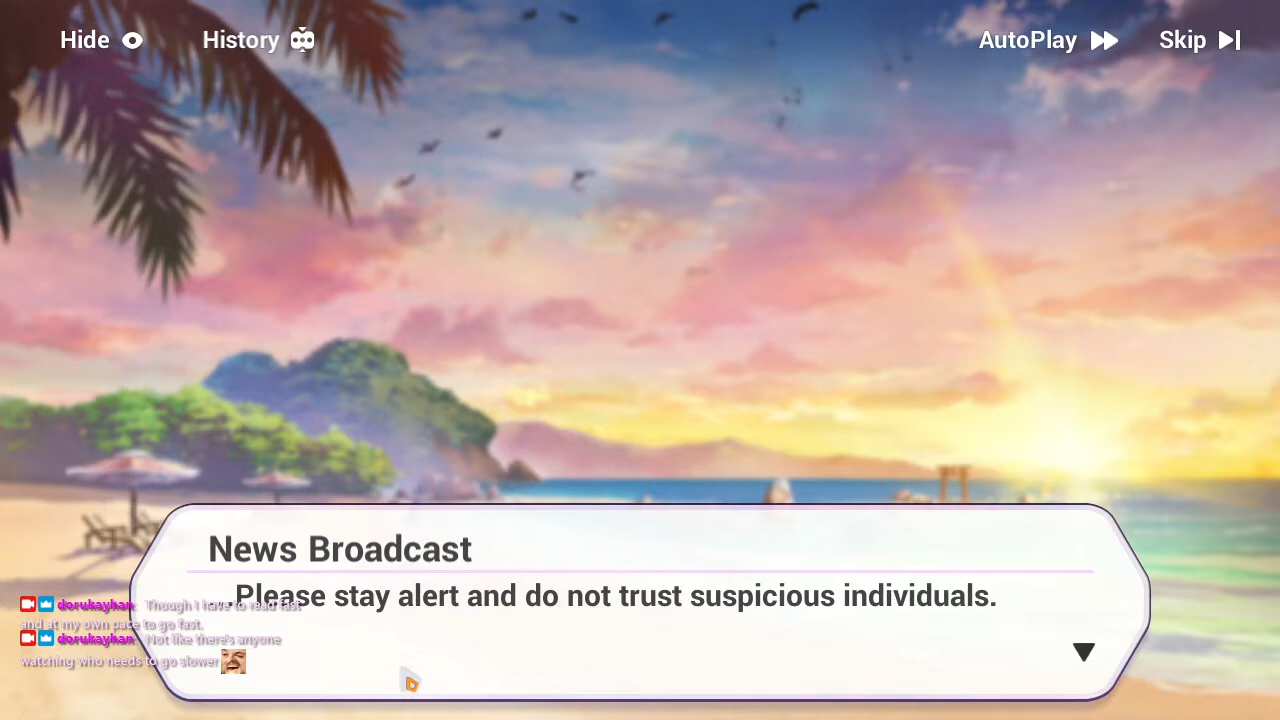 Hide
History
AutoPlay
Skip
News Broadcast
...Please stay alert and do not trust suspicious individuals.
dorukayhan: Though I have to read fast
and at my own pace to go fast.
dorukayhan: Not like there's anyone
watching who needs to go slower